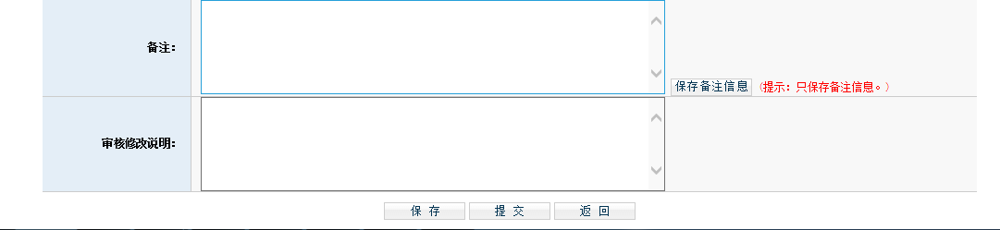 备注：
保存备注信息 （提示：只保存备注信息。）
审核修改说明：
保 存 提 交 返 回